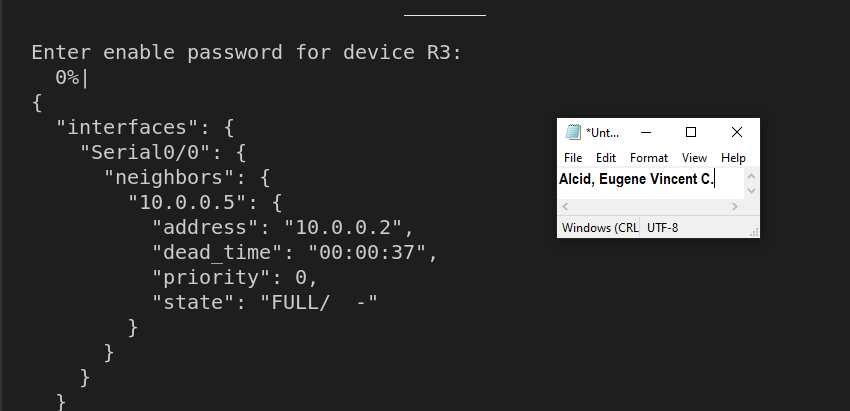 Enter enable password for device R3:
  0%|
{
  "interfaces": {
    "Serial0/0": {
      "neighbors": {
        "10.0.0.5": {
          "address": "10.0.0.2",
          "dead_time": "00:00:37",
          "priority": 0,
          "state": "FULL/  -"
        }
      }
    }
  }
*Unt...
File Edit Format View Help
Alcid, Eugene Vincent C.
Windows (CRL UTF-8